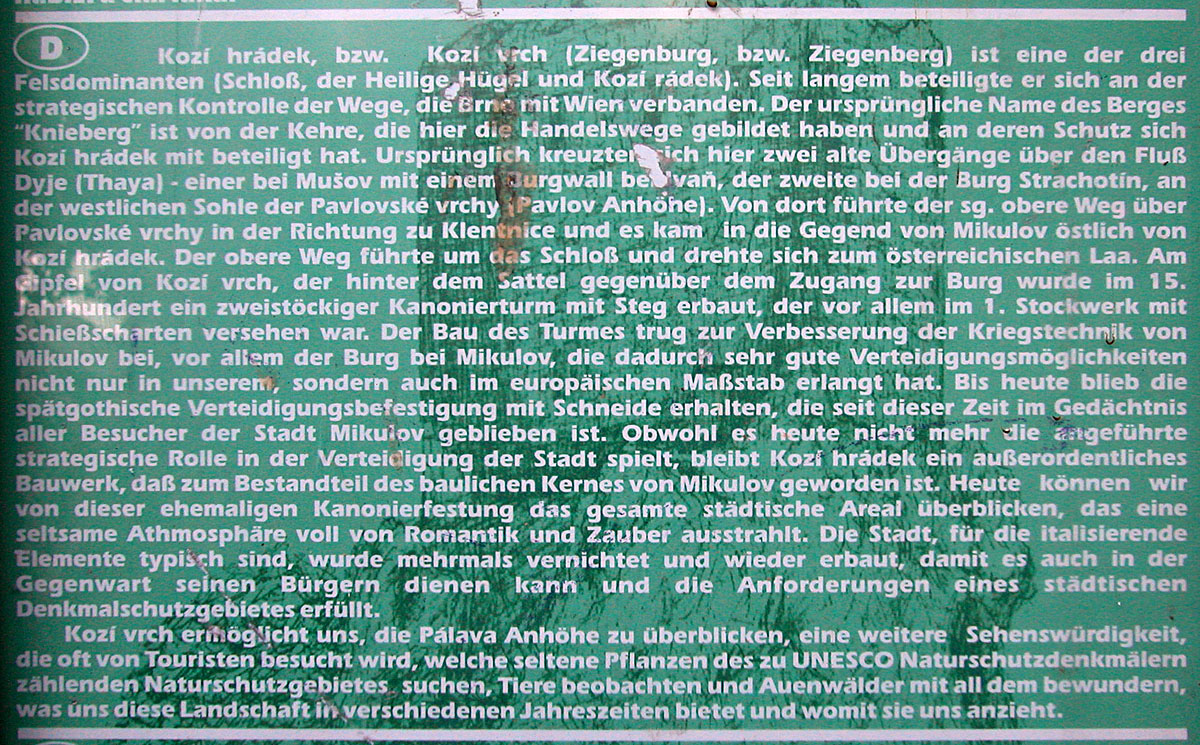 D
Kozí hrádek, bzw. Kozí vrch (Ziegenburg, bzw. Ziegenberg) ist eine der drei
Felsdominanten (Schloß, der Heilige Hügel und Kozí rádek). Seit langem beteiligte er sich an der
strategischen Kontrolle der Wege, die Brno mit Wien verbanden. Der ursprüngliche Name des Berges
“Knieberg” ist von der Kehre, die hier die Handelswege gebildet haben und an deren Schutz sich
Kozí hrádek mit beteiligt hat. Ursprünglich kreuzten sich hier zwei alte Übergänge über den Fluß
Dyje (Thaya) - einer bei Mušov mit einem Burgwall bei Ivaň, der zweite bei der Burg Strachotín, an
der westlichen Sohle der Pavlovské vrchy (Pavlov Anhöhe). Von dort führte der sg. obere Weg über
Pavlovské vrchy in der Richtung zu Klentnice und es kam in die Gegend von Mikulov östlich von
Kozí hrádek. Der obere Weg führte um das Schloß und drehte sich zum österreichischen Laa. Am
Gipfel von Kozí vrch, der hinter dem Sattel gegenüber dem Zugang zur Burg wurde im 15.
Jahrhundert ein zweistöckiger Kanonierturm mit Steg erbaut, der vor allem im 1. Stockwerk mit
Schießscharten versehen war. Der Bau des Turmes trug zur Verbesserung der Kriegstechnik von
Mikulov bei, vor allem der Burg bei Mikulov, die dadurch sehr gute Verteidigungsmöglichkeiten
nicht nur in unserem, sondern auch im europäischen Maßstab erlangt hat. Bis heute blieb die
spätgothische Verteidigungsbefestigung mit Schneide erhalten, die seit dieser Zeit im Gedächtnis
aller Besucher der Stadt Mikulov geblieben ist. Obwohl es heute nicht mehr die angeführte
strategische Rolle in der Verteidigung der Stadt spielt, bleibt Kozí hrádek ein außerordentliches
Bauwerk, daß zum Bestandteil des baulichen Kernes von Mikulov geworden ist. Heute können wir
von dieser ehemaligen Kanonierfestung das gesamte städtische Areal überblicken, das eine
seltsame Athmosphäre voll von Romantik und Zauber ausstrahlt. Die Stadt, für die italisierende
Elemente typisch sind, wurde mehrmals vernichtet und wieder erbaut, damit es auch in der
Gegenwart seinen Bürgern dienen kann und die Anforderungen eines städtischen
Denkmalschutzgebietes erfüllt.
Kozí vrch ermöglicht uns, die Pálava Anhöhe zu überblicken, eine weitere Sehenswürdigkeit,
die oft von Touristen besucht wird, welche seltene Pflanzen des zu UNESCO Naturschutzdenkmälern
zählenden Naturschutzgebietes suchen, Tiere beobachten und Auenwälder mit all dem bewundern,
was uns diese Landschaft in verschiedenen Jahreszeiten bietet und womit sie uns anzieht.